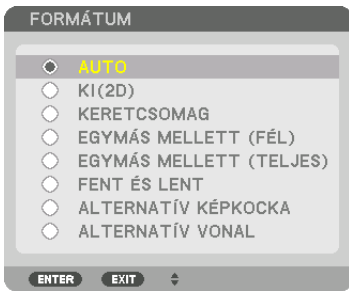 FORMÁTUM
AUTO
KI(2D)
KERETCSOMAG
EGYMÁS MELLETT (FÉL)
EGYMÁS MELLETT (TELJES)
FENT ÉS LENT
ALTERNATÍV KÉPKOCKA
ALTERNATÍV VONAL
ENTER EXIT